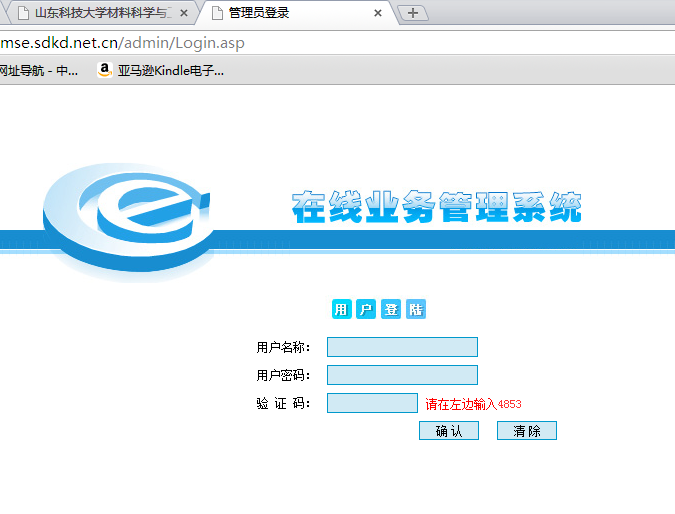 山东科技大学材料科学与工
管理员登录
mse.sdkd.net.cn/admin/Login.asp
网址导航 - 中...
亚马逊Kindle电子...
在线业务管理系统
用户登陆
用户名称：
用户密码：
验 证 码： 请在左边输入4853
确 认 清 除